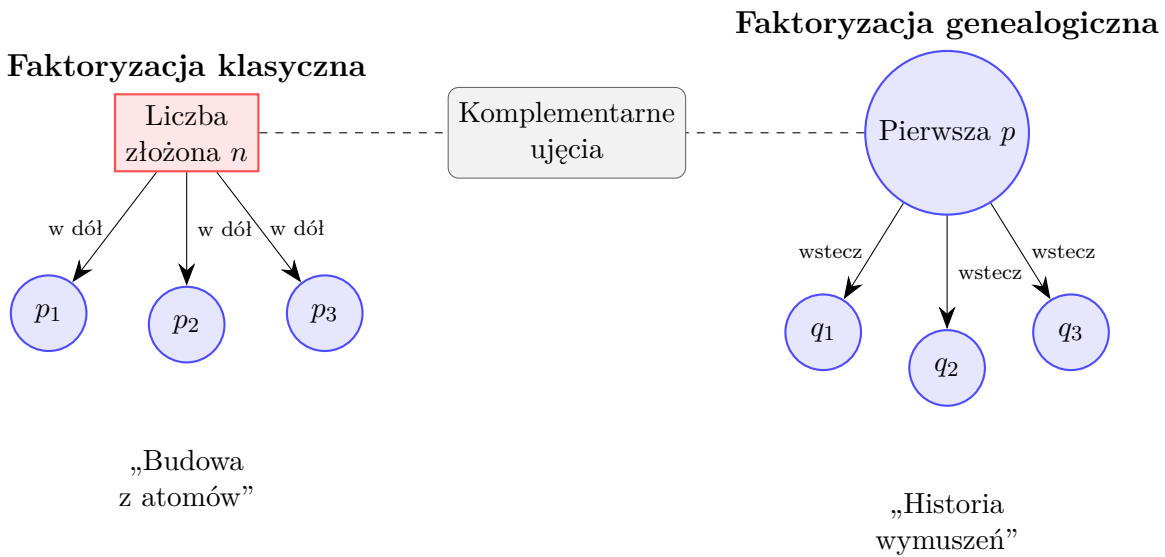 Faktoryzacja genealogiczna
Faktoryzacja klasyczna
Liczba
złożona n
Komplementarne
ujęcia
Pierwsza p
w dół
w dół
w dół
wstecz
wstecz
wstecz
p₁
p₂
p₃
q₁
q₂
q₃
„Budowa
z atomów”
„Historia
wymuszeń”